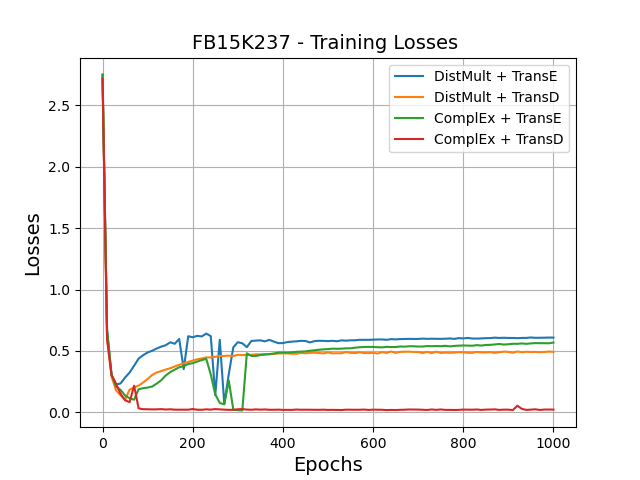 FB15K237 - Training Losses
DistMult + TransE
DistMult + TransD
ComplEx + TransE
ComplEx + TransD
Losses
2.5
2.0
1.5
1.0
0.5
0.0
0 200 400 600 800 1000
Epochs